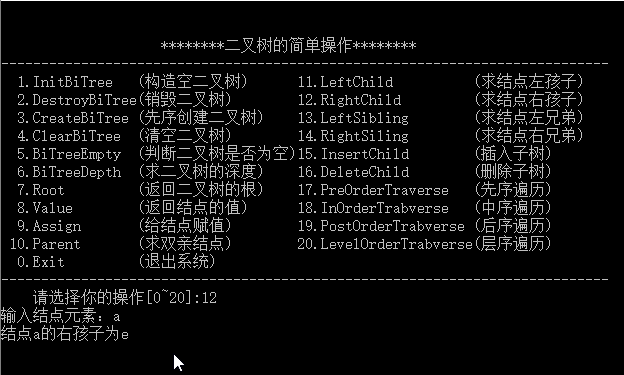 ********二叉树的简单操作********
----------------------------------------------------------------------------
1.InitBiTree (构造空二叉树) 11.LeftChild (求结点左孩子)
2.DestroyBiTree(销毁二叉树) 12.RightChild (求结点右孩子)
3.CreateBiTree (先序创建二叉树) 13.LeftSibling (求结点左兄弟)
4.ClearBiTree (清空二叉树) 14.RightSiling (求结点右兄弟)
5.BiTreeEmpty (判断二叉树是否为空)15.InsertChild (插入子树)
6.BiTreeDepth (求二叉树的深度) 16.DeleteChild (删除子树)
7.Root (返回二叉树的根) 17.PreOrderTraverse (先序遍历)
8.Value (返回结点的值) 18.InOrderTrabverse (中序遍历)
9.Assign (给结点赋值) 19.PostOrderTrabverse (后序遍历)
10.Parent (求双亲结点) 20.LevelOrderTrabverse(层序遍历)
0.Exit (退出系统)
----------------------------------------------------------------------------
请选择你的操作[0~20]:12
输入结点元素：a
结点a的右孩子为e